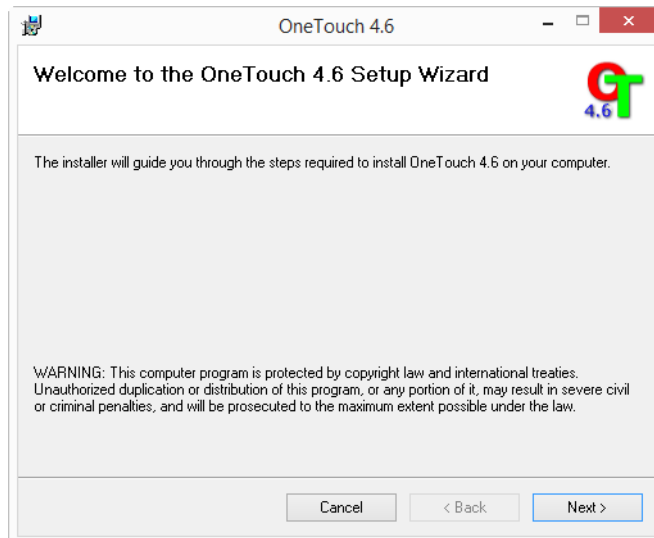 OneTouch 4.6
Welcome to the OneTouch 4.6 Setup Wizard
OT
4.6
The installer will guide you through the steps required to install OneTouch 4.6 on your computer.
WARNING: This computer program is protected by copyright law and international treaties.
Unauthorized duplication or distribution of this program, or any portion of it, may result in severe civil
or criminal penalties, and will be prosecuted to the maximum extent possible under the law.
Cancel
< Back
Next >